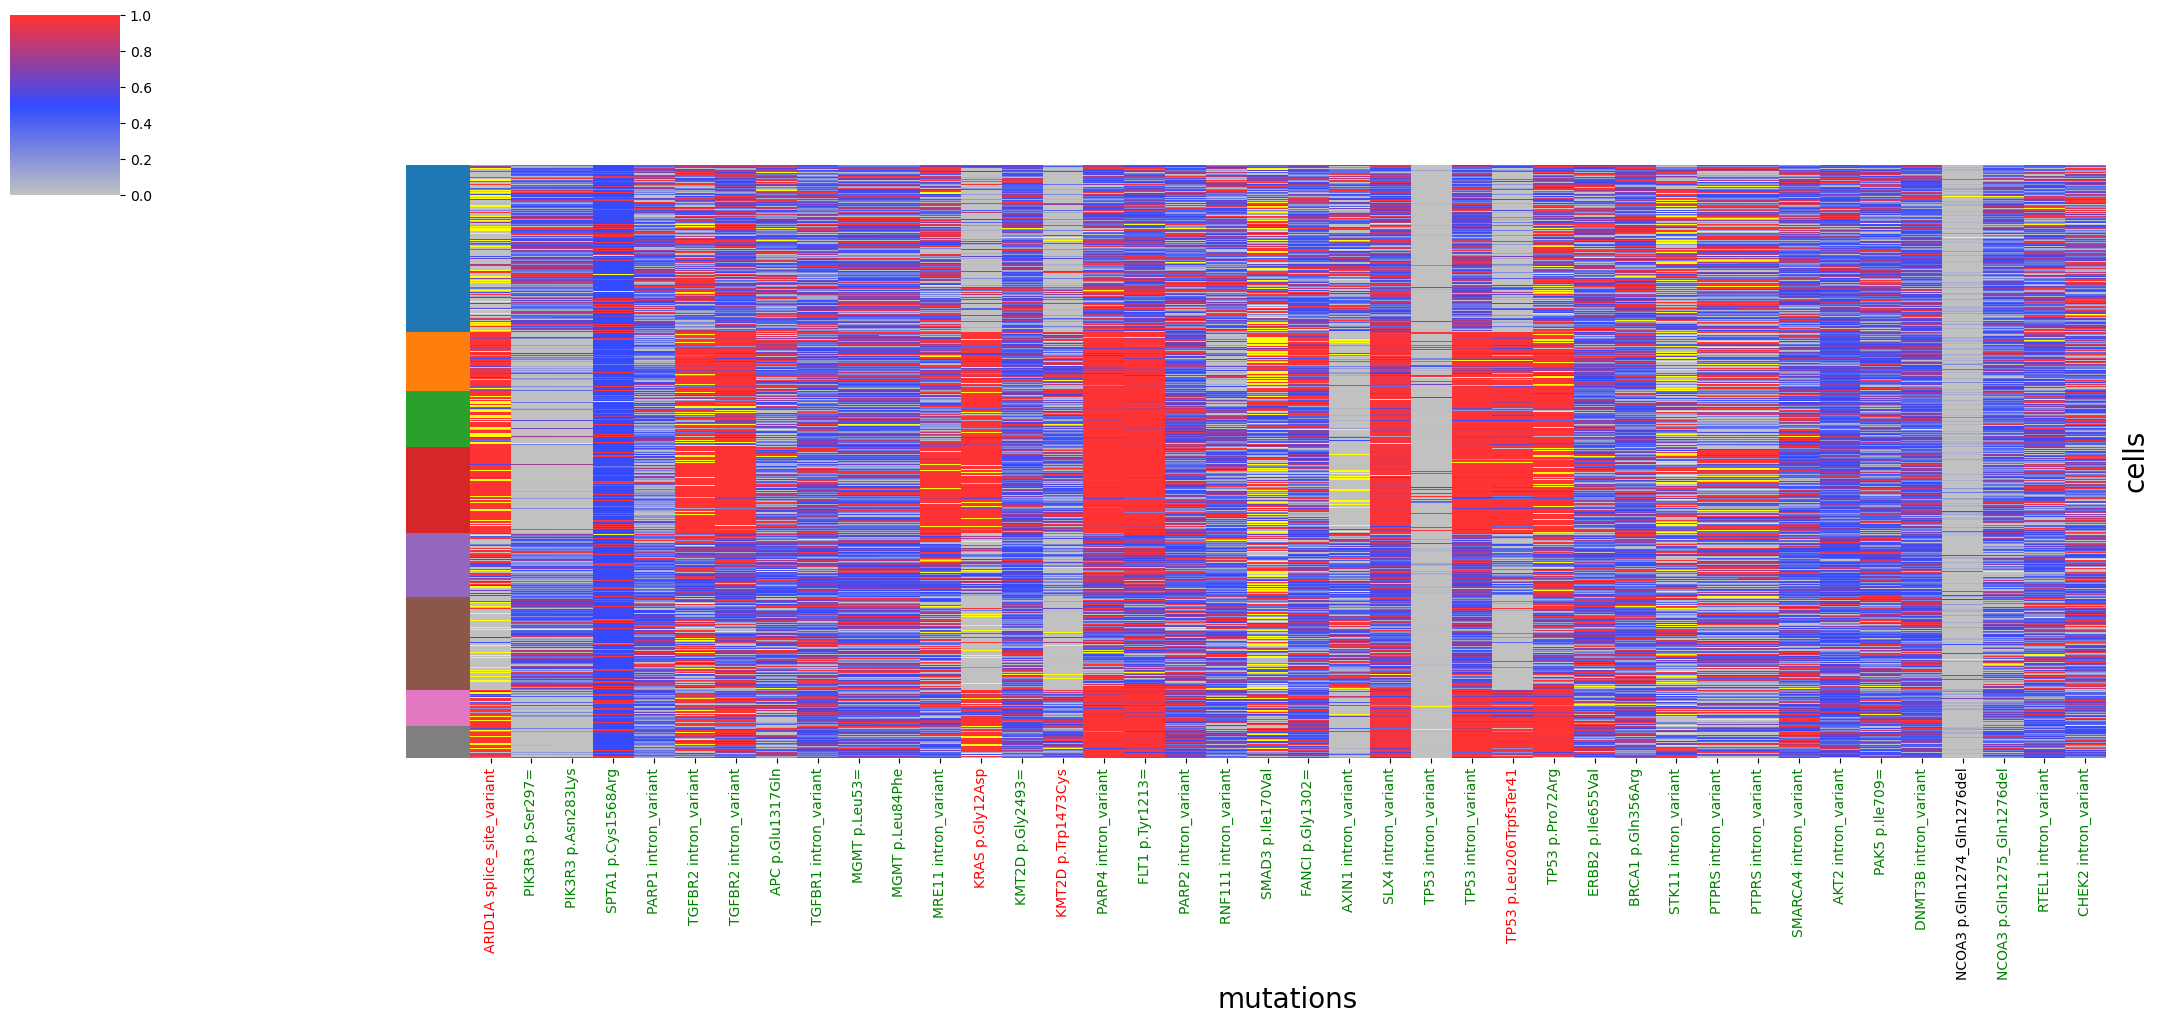 1.0
0.8
0.6
0.4
0.2
0.0
cells
ARID1A splice_site_variant
PIK3R3 p.Ser297=
PIK3R3 p.Asn283Lys
SPTA1 p.Cys1568Arg
PARP1 intron_variant
TGFBR2 intron_variant
TGFBR2 intron_variant
APC p.Glu1317Gln
TGFBR1 intron_variant
MGMT p.Leu53=
MGMT p.Leu84Phe
MRE11 intron_variant
KRAS p.Gly12Asp
KMT2D p.Gly2493=
KMT2D p.Trp1473Cys
PARP4 intron_variant
FLT1 p.Tyr1213=
PARP2 intron_variant
RNF111 intron_variant
SMAD3 p.Ile170Val
FANCI p.Gly1302=
AXIN1 intron_variant
SLX4 intron_variant
TP53 intron_variant
TP53 intron_variant
TP53 p.Leu206TrpfsTer41
TP53 p.Pro72Arg
ERBB2 p.Ile655Val
BRCA1 p.Gln356Arg
STK11 intron_variant
PTPRS intron_variant
PTPRS intron_variant
SMARCA4 intron_variant
AKT2 intron_variant
PAK5 p.Ile709=
DNMT3B intron_variant
NCOA3 p.Gln1274_Gln1276del
NCOA3 p.Gln1275_Gln1276del
RTEL1 intron_variant
CHEK2 intron_variant
mutations